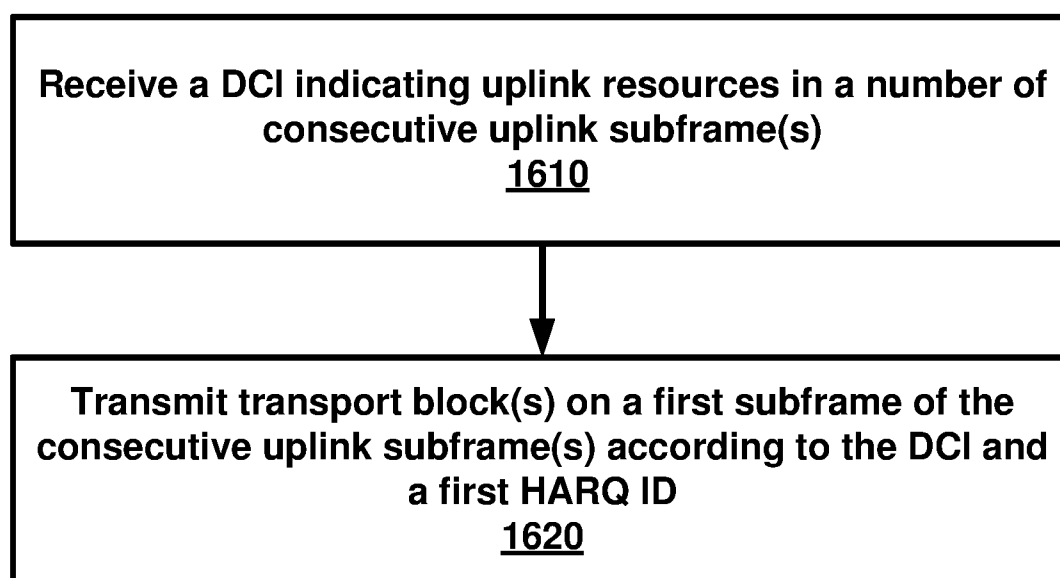 Receive a DCI indicating uplink resources in a number of
consecutive uplink subframe(s)
1610
Transmit transport block(s) on a first subframe of the
consecutive uplink subframe(s) according to the DCI and
a first HARQ ID
1620